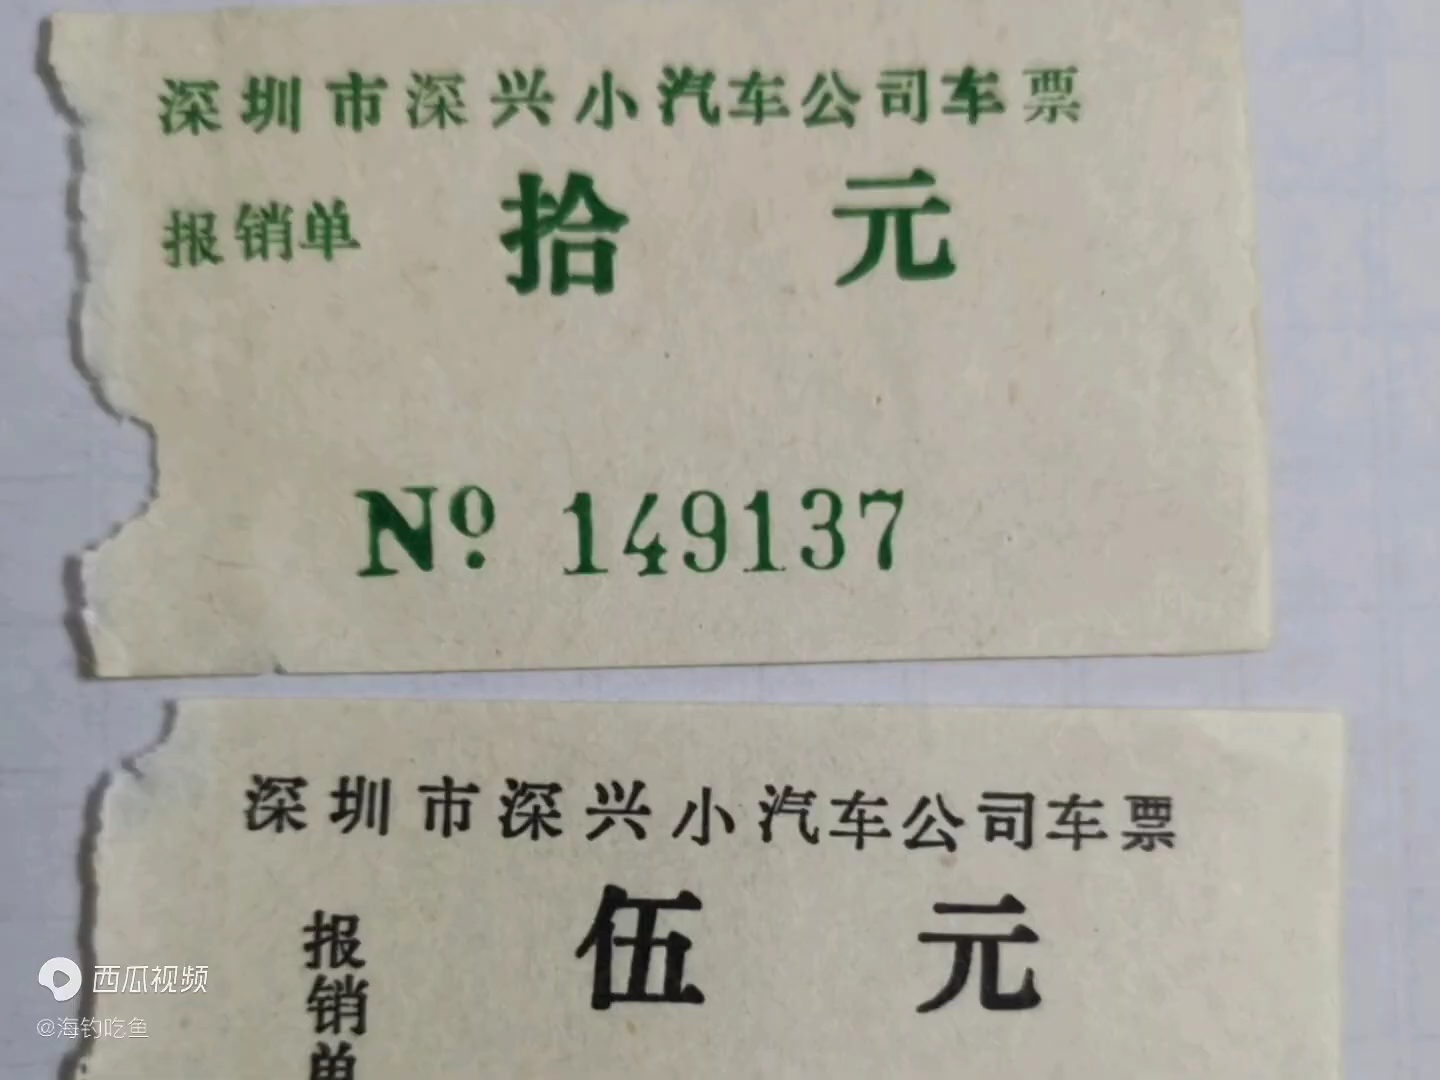 深圳市深兴小汽车公司车票
报销单 拾 元
Nº 149137
深圳市深兴小汽车公司车票
伍 元
报销单
西瓜视频
@海钓吃鱼